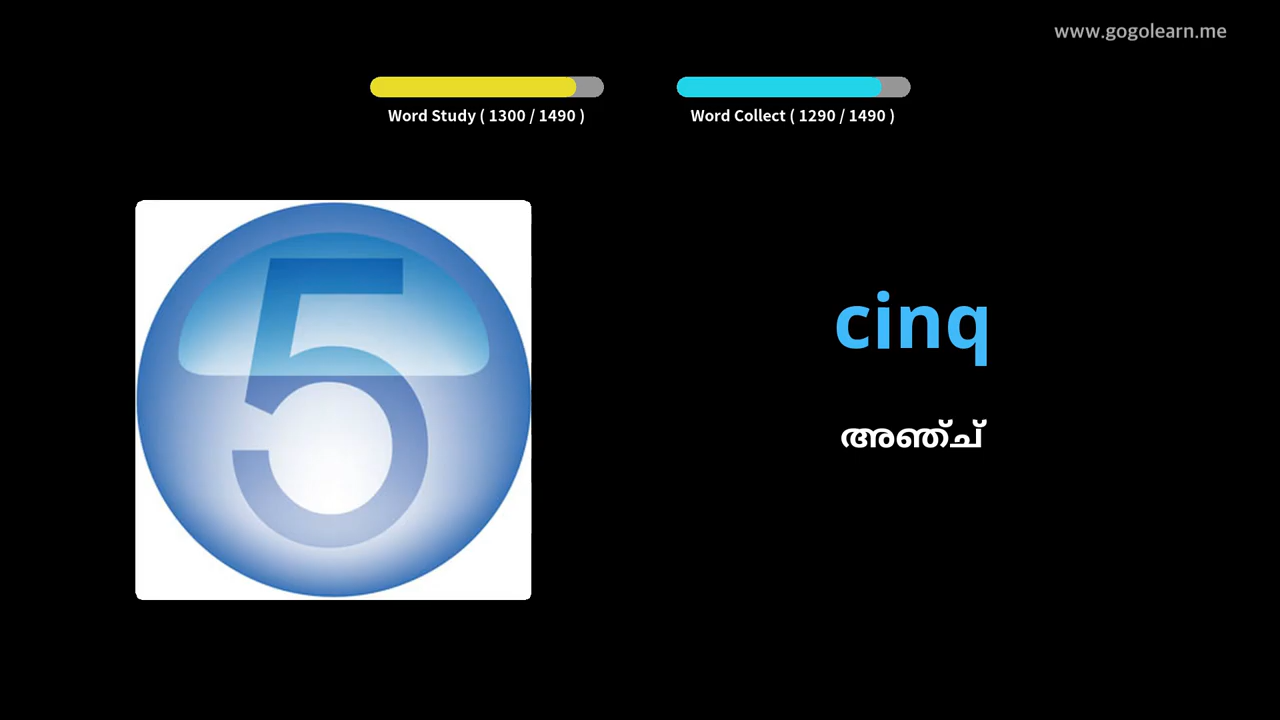 www.gogolearn.me
Word Study ( 1300 / 1490 )
Word Collect ( 1290 / 1490 )
5
cinq
അഞ്ച്